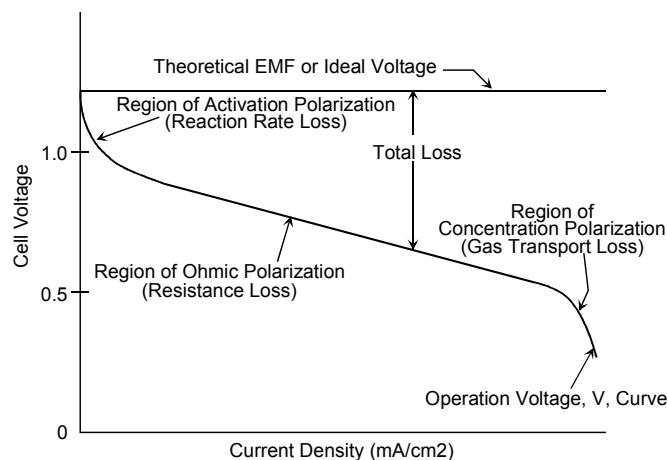 Theoretical EMF or Ideal Voltage
Region of Activation Polarization
(Reaction Rate Loss)
1.0
Total Loss
Cell Voltage
Region of
Concentration Polarization
(Gas Transport Loss)
Region of Ohmic Polarization
(Resistance Loss)
0.5
Operation Voltage, V, Curve
0
Current Density (mA/cm2)